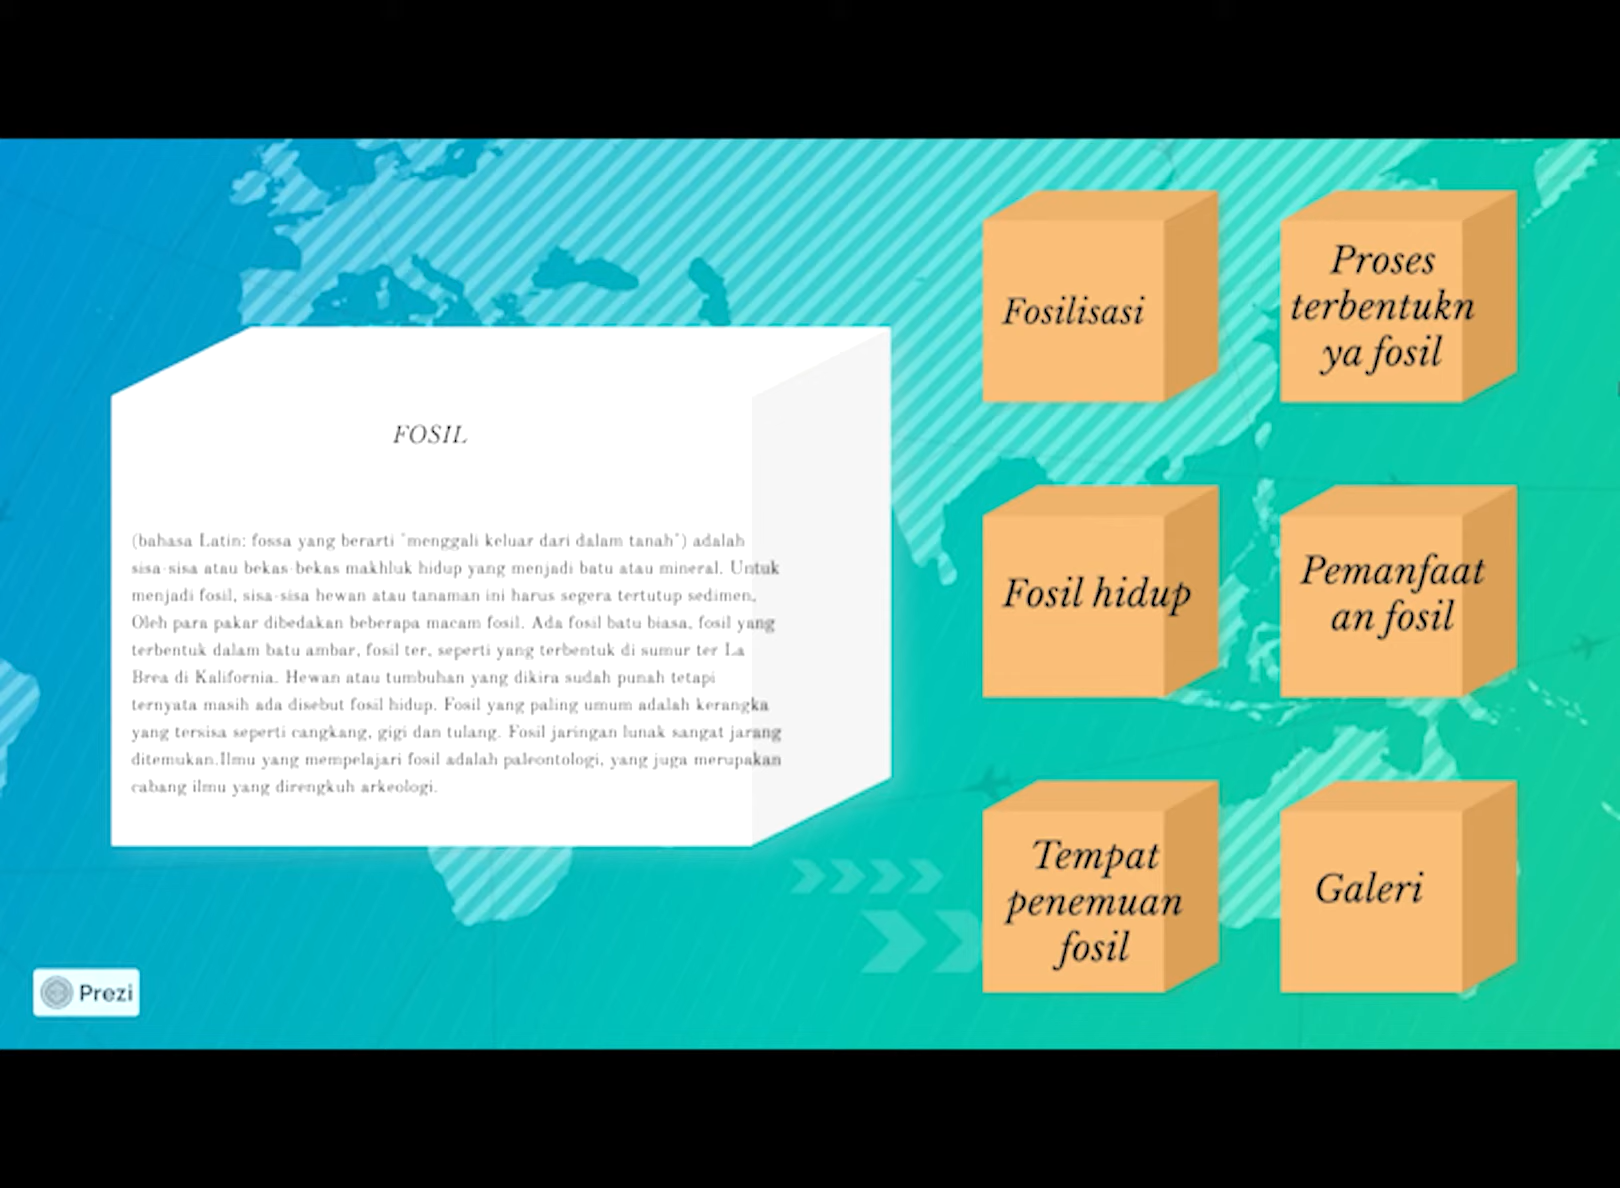 FOSIL
(bahasa Latin: fossa yang berarti "menggali keluar dari dalam tanah") adalah
sisa-sisa atau bekas-bekas makhluk hidup yang menjadi batu atau mineral. Untuk
menjadi fosil, sisa-sisa hewan atau tanaman ini harus segera tertutup sedimen.
Oleh para pakar dibedakan beberapa macam fosil. Ada fosil batu biasa, fosil yang
terbentuk dalam batu ambar, fosil ter, seperti yang terbentuk di sumur ter La
Brea di Kalifornia. Hewan atau tumbuhan yang dikira sudah punah tetapi
ternyata masih ada disebut fosil hidup. Fosil yang paling umum adalah kerangka
yang tersisa seperti cangkang, gigi dan tulang. Fosil jaringan lunak sangat jarang
ditemukan.Ilmu yang mempelajari fosil adalah paleontologi, yang juga merupakan
cabang ilmu yang direngkuh arkeologi.
Fosilisasi
Proses
terbentukn
ya fosil
Fosil hidup
Pemanfaat
an fosil
Tempat
penemuan
fosil
Galeri
Prezi